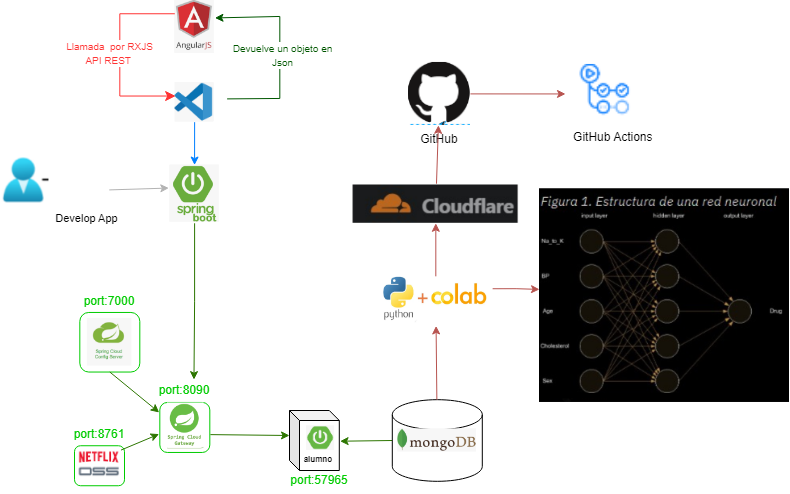 AngularJS
Llamada por RXJS
API REST
Devuelve un objeto en
Json
GitHub
GitHub Actions
Develop App
spring
boot
Cloudflare
Figura 1. Estructura de una red neuronal
input layer
hidden layer
output layer
Na_to_K
BP
Age
Cholesterol
Sex
Drug
python
+
colab
port:7000
Spring Cloud
Config Server
port:8090
Spring Cloud
Gateway
port:8761
NETFLIX
OSS
alumno
port:57965
mongoDB